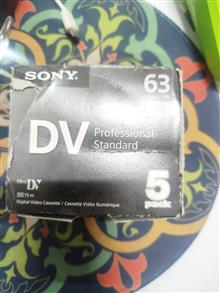 SONY
63
DV Professional
Standard
Mini DV
5
pack
Digital Video Cassette / Cassette Vidéo Numérique